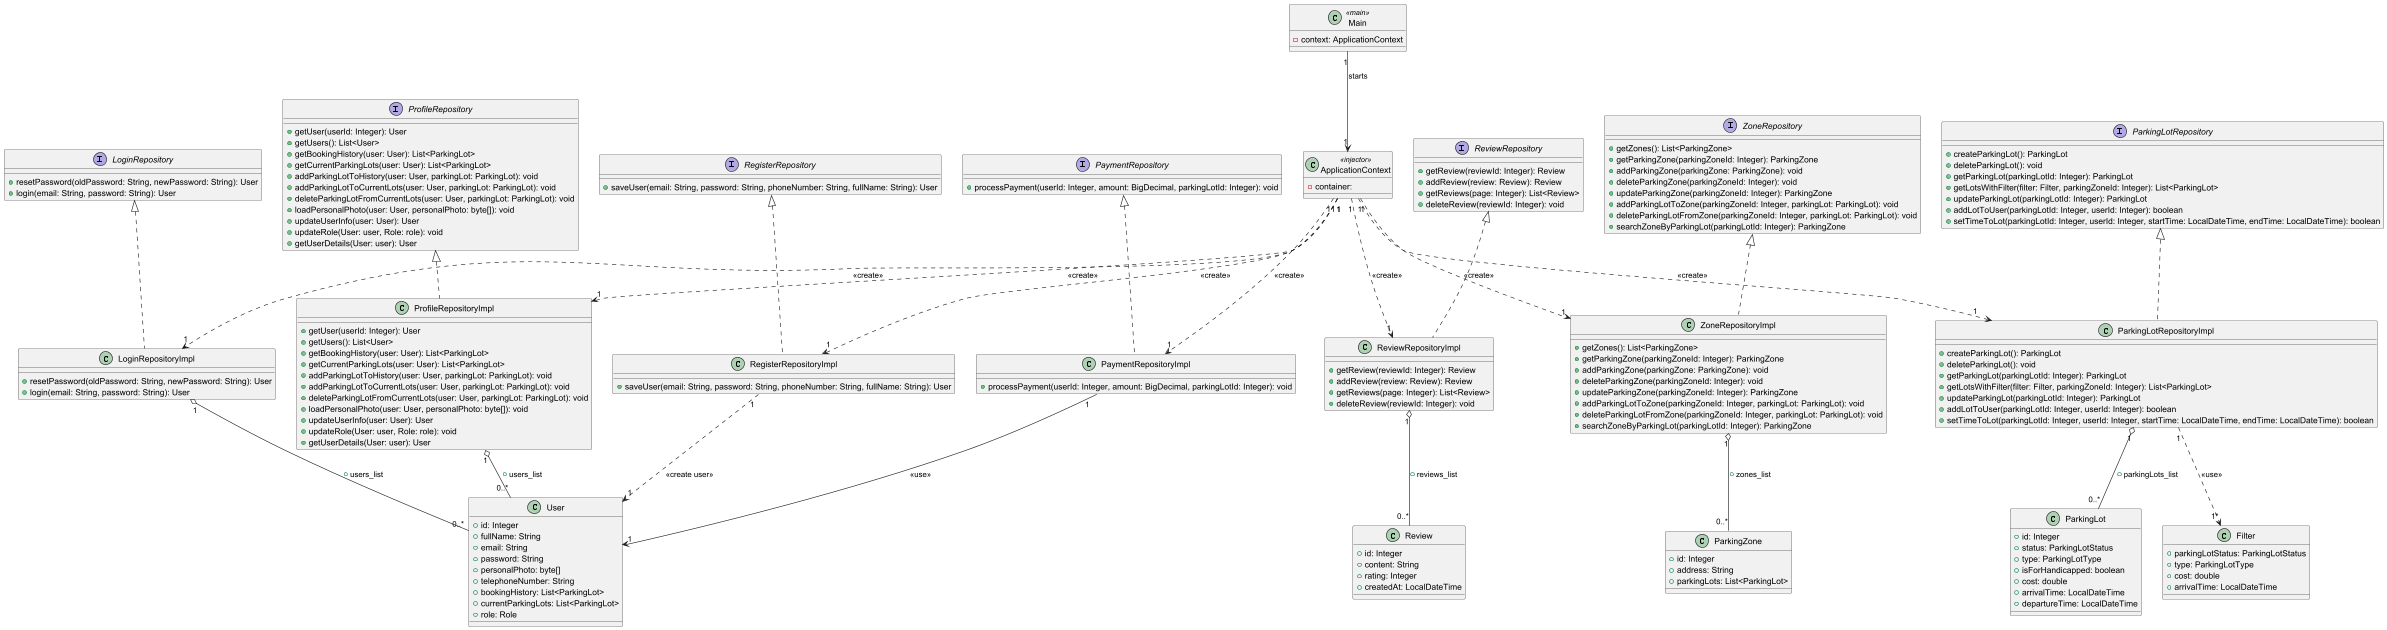 «main»
Main
context: ApplicationContext
1
starts
1
ProfileRepository
getUser(userId: Integer): User
getUsers(): List<User>
getBookingHistory(user: User): List<ParkingLot>
getCurrentParkingLots(user: User): List<ParkingLot>
addParkingLotToHistory(user: User, parkingLot: ParkingLot): void
addParkingLotToCurrentLots(user: User, parkingLot: ParkingLot): void
deleteParkingLotFromCurrentLots(user: User, parkingLot: ParkingLot): void
loadPersonalPhoto(user: User, personalPhoto: byte[]): void
updateUserInfo(user: User): User
updateRole(User: user, Role: role): void
getUserDetails(User: user): User
LoginRepository
resetPassword(oldPassword: String, newPassword: String): User
login(email: String, password: String): User
RegisterRepository
saveUser(email: String, password: String, phoneNumber: String, fullName: String): User
PaymentRepository
processPayment(userId: Integer, amount: BigDecimal, parkingLotId: Integer): void
«injector»
ApplicationContext
container:
ReviewRepository
getReview(reviewId: Integer): Review
addReview(review: Review): Review
getReviews(page: Integer): List<Review>
deleteReview(reviewId: Integer): void
ZoneRepository
getZones(): List<ParkingZone>
getParkingZone(parkingZoneId: Integer): ParkingZone
addParkingZone(parkingZone: ParkingZone): void
deleteParkingZone(parkingZoneId: Integer): void
updateParkingZone(parkingZoneId: Integer): ParkingZone
addParkingLotToZone(parkingZoneId: Integer, parkingLot: ParkingLot): void
deleteParkingLotFromZone(parkingZoneId: Integer, parkingLot: ParkingLot): void
searchZoneByParkingLot(parkingLotId: Integer): ParkingZone
ParkingLotRepository
createParkingLot(): ParkingLot
deleteParkingLot(): void
getParkingLot(parkingLotId: Integer): ParkingLot
getLotsWithFilter(filter: Filter, parkingZoneId: Integer): List<ParkingLot>
updateParkingLot(parkingLotId: Integer): ParkingLot
addLotToUser(parkingLotId: Integer, userId: Integer): boolean
setTimeToLot(parkingLotId: Integer, userId: Integer, startTime: LocalDateTime, endTime: LocalDateTime): boolean
1 1 1 1 1 1
«create» «create» «create» «create» «create» «create»
1 1 1 1 1 1 1
LoginRepositoryImpl
resetPassword(oldPassword: String, newPassword: String): User
login(email: String, password: String): User
1
ProfileRepositoryImpl
getUser(userId: Integer): User
getUsers(): List<User>
getBookingHistory(user: User): List<ParkingLot>
getCurrentParkingLots(user: User): List<ParkingLot>
addParkingLotToHistory(user: User, parkingLot: ParkingLot): void
addParkingLotToCurrentLots(user: User, parkingLot: ParkingLot): void
deleteParkingLotFromCurrentLots(user: User, parkingLot: ParkingLot): void
loadPersonalPhoto(user: User, personalPhoto: byte[]): void
updateUserInfo(user: User): User
updateRole(User: user, Role: role): void
getUserDetails(User: user): User
1
RegisterRepositoryImpl
saveUser(email: String, password: String, phoneNumber: String, fullName: String): User
1
PaymentRepositoryImpl
processPayment(userId: Integer, amount: BigDecimal, parkingLotId: Integer): void
1
ReviewRepositoryImpl
getReview(reviewId: Integer): Review
addReview(review: Review): Review
getReviews(page: Integer): List<Review>
deleteReview(reviewId: Integer): void
1
ZoneRepositoryImpl
getZones(): List<ParkingZone>
getParkingZone(parkingZoneId: Integer): ParkingZone
addParkingZone(parkingZone: ParkingZone): void
deleteParkingZone(parkingZoneId: Integer): void
updateParkingZone(parkingZoneId: Integer): ParkingZone
addParkingLotToZone(parkingZoneId: Integer, parkingLot: ParkingLot): void
deleteParkingLotFromZone(parkingZoneId: Integer, parkingLot: ParkingLot): void
searchZoneByParkingLot(parkingLotId: Integer): ParkingZone
1
ParkingLotRepositoryImpl
createParkingLot(): ParkingLot
deleteParkingLot(): void
getParkingLot(parkingLotId: Integer): ParkingLot
getLotsWithFilter(filter: Filter, parkingZoneId: Integer): List<ParkingLot>
updateParkingLot(parkingLotId: Integer): ParkingLot
addLotToUser(parkingLotId: Integer, userId: Integer): boolean
setTimeToLot(parkingLotId: Integer, userId: Integer, startTime: LocalDateTime, endTime: LocalDateTime): boolean
1 1
users_list
users_list
«create user»
«use»
reviews_list
zones_list
parkingLots_list
«use»
0..*
0..*
1
1
0..*
0..*
0..*
1*
User
id: Integer
fullName: String
email: String
password: String
personalPhoto: byte[]
telephoneNumber: String
bookingHistory: List<ParkingLot>
currentParkingLots: List<ParkingLot>
role: Role
Review
id: Integer
content: String
rating: Integer
createdAt: LocalDateTime
ParkingZone
id: Integer
address: String
parkingLots: List<ParkingLot>
ParkingLot
id: Integer
status: ParkingLotStatus
type: ParkingLotType
isForHandicapped: boolean
cost: double
arrivalTime: LocalDateTime
departureTime: LocalDateTime
Filter
parkingLotStatus: ParkingLotStatus
type: ParkingLotType
cost: double
arrivalTime: LocalDateTime